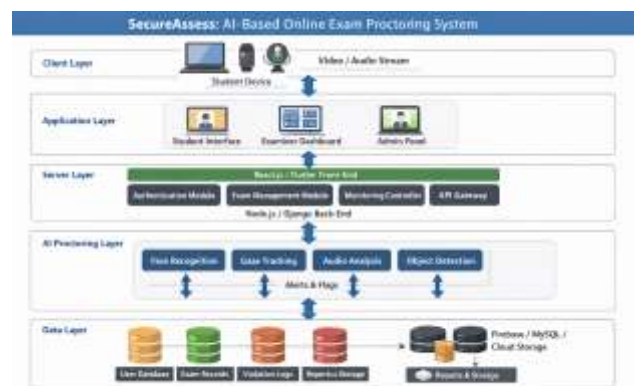 SecureAssess: AI-Based Online Exam Proctoring System
Client Layer
Video / Audio Stream
Student Device
Application Layer
Student Interface
Examiner Dashboard
Admin Panel
Server Layer
React.js / Flutter Front-End
Authentication Module
Exam Management Module
Monitoring Controller
API Gateway
Node.js / Django Back-End
AI Proctoring Layer
Face Recognition
Gaze Tracking
Audio Analysis
Object Detection
Alerts & Flags
Data Layer
Firebase / MySQL /
Cloud Storage
User Database
Exam Records
Violation Logs
Storage
Reports & Storage